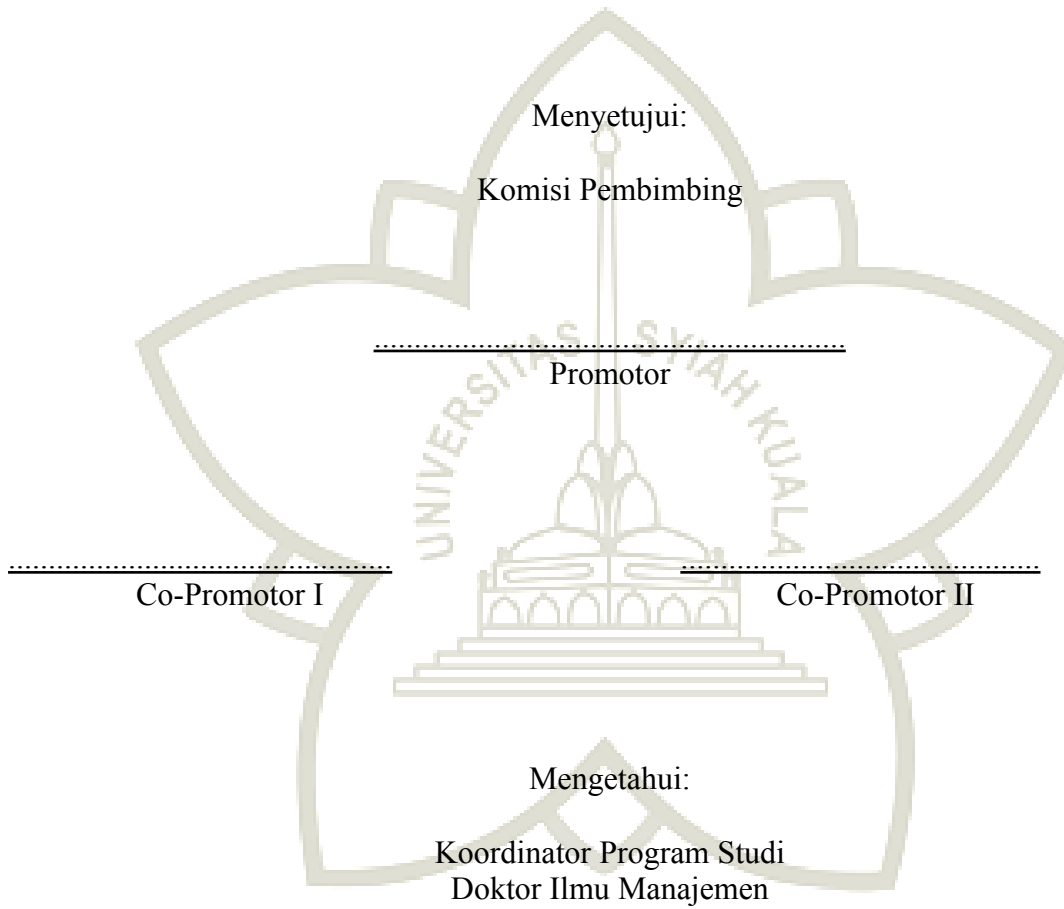 Menyetujui:
Komisi Pembimbing
................................................................................
Promotor
UNIVERSITAS SYIAH KUALA
................................................................. .............................................................
Co-Promotor I Co-Promotor II
Mengetahui:
Koordinator Program Studi
Doktor Ilmu Manajemen